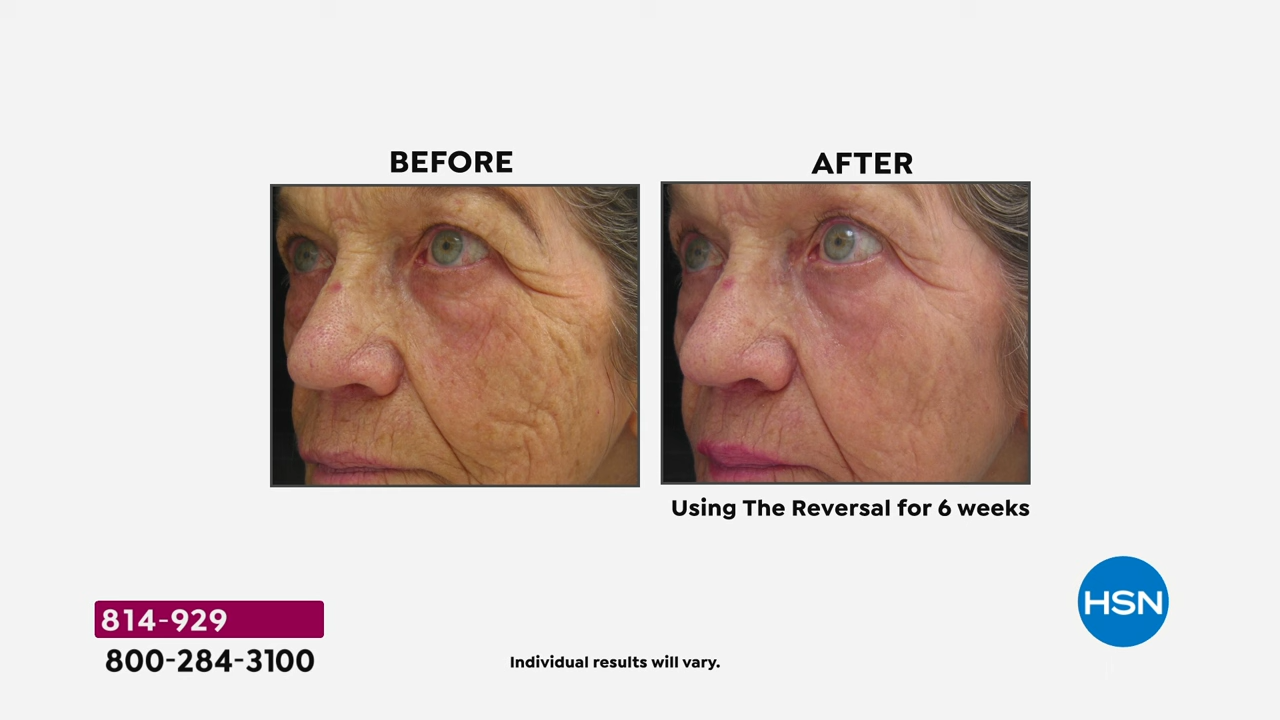 BEFORE
AFTER
Using The Reversal for 6 weeks
HSN
814-929
800-284-3100
Individual results will vary.